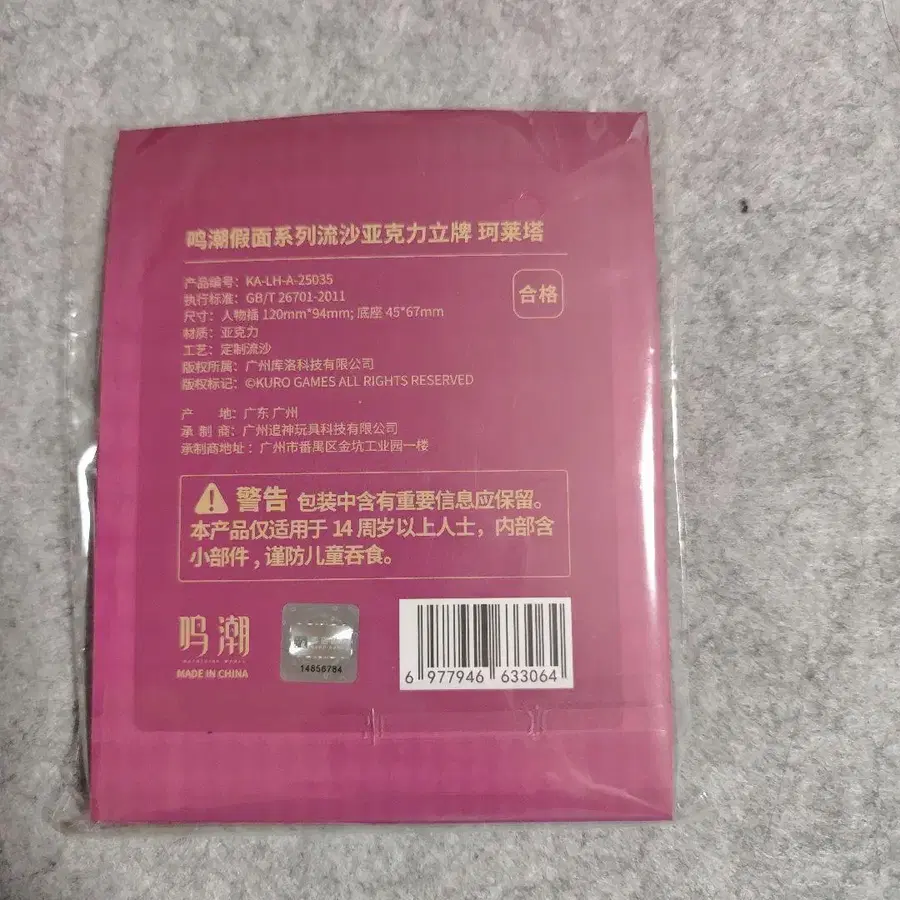 鸣潮假面系列流沙亚克力立牌 珂莱塔
产品编号：KA-LH-A-25035
执行标准：GB/T 26701-2011
合格
尺寸：人物插 120mm*94mm; 底座 45*67mm
材质：亚克力
工艺：定制流沙
版权所属：广州库洛科技有限公司
版权标记：©KURO GAMES ALL RIGHTS RESERVED
产 地：广东 广州
承 制 商：广州追神玩具科技有限公司
承制商地址：广州市番禺区金坑工业园一楼
警告 包装中含有重要信息应保留。
本产品仅适用于 14 周岁以上人士，内部含
小部件，谨防儿童吞食。
鸣潮
WUTHERING WAVES
MADE IN CHINA
14856784
6 977946 633064